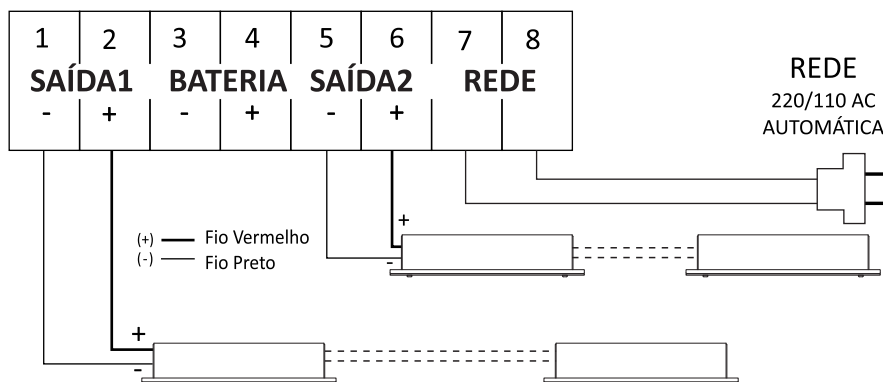 1 2 3 4 5 6 7 8
SAÍDA1 BATERIA SAÍDA2 REDE
- + - + - +
REDE
220/110 AC
AUTOMÁTICA
(+) Fio Vermelho
(-) Fio Preto
+
-
+
-